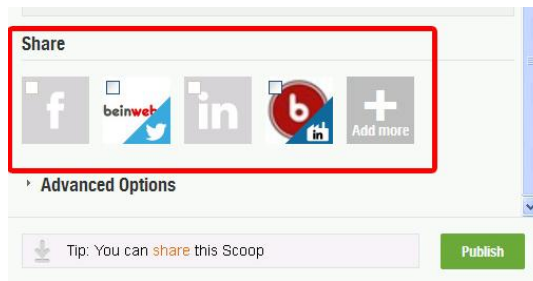 Share
f
beinweb
in
b
in
Add more
Advanced Options
Tip: You can share this Scoop
Publish